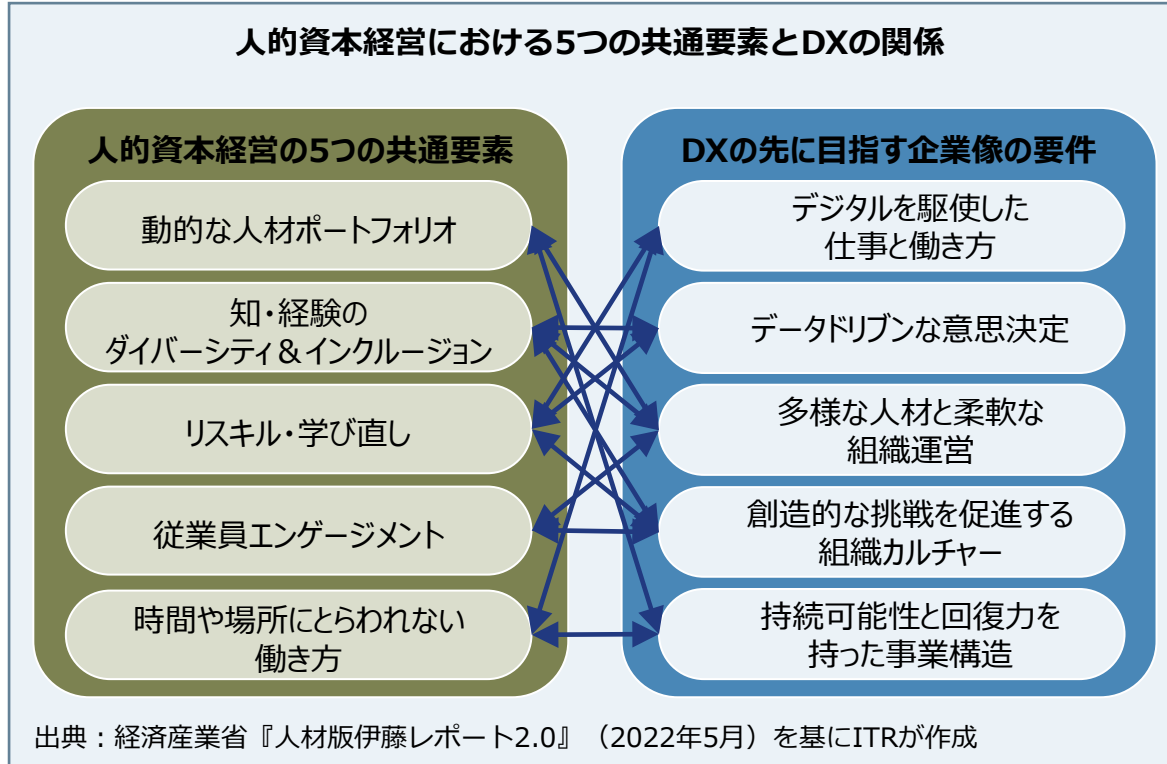 人的資本経営における5つの共通要素とDXの関係
人的資本経営の5つの共通要素
動的な人材ポートフォリオ
知・経験の
ダイバーシティ＆インクルージョン
リスキル・学び直し
従業員エンゲージメント
時間や場所にとらわれない
働き方
DXの先に目指す企業像の要件
デジタルを駆使した
仕事と働き方
データドリブンな意思決定
多様な人材と柔軟な
組織運営
創造的な挑戦を促進する
組織カルチャー
持続可能性と回復力を
持った事業構造
出典：経済産業省『人材版伊藤レポート2.0』（2022年5月）を基にITRが作成